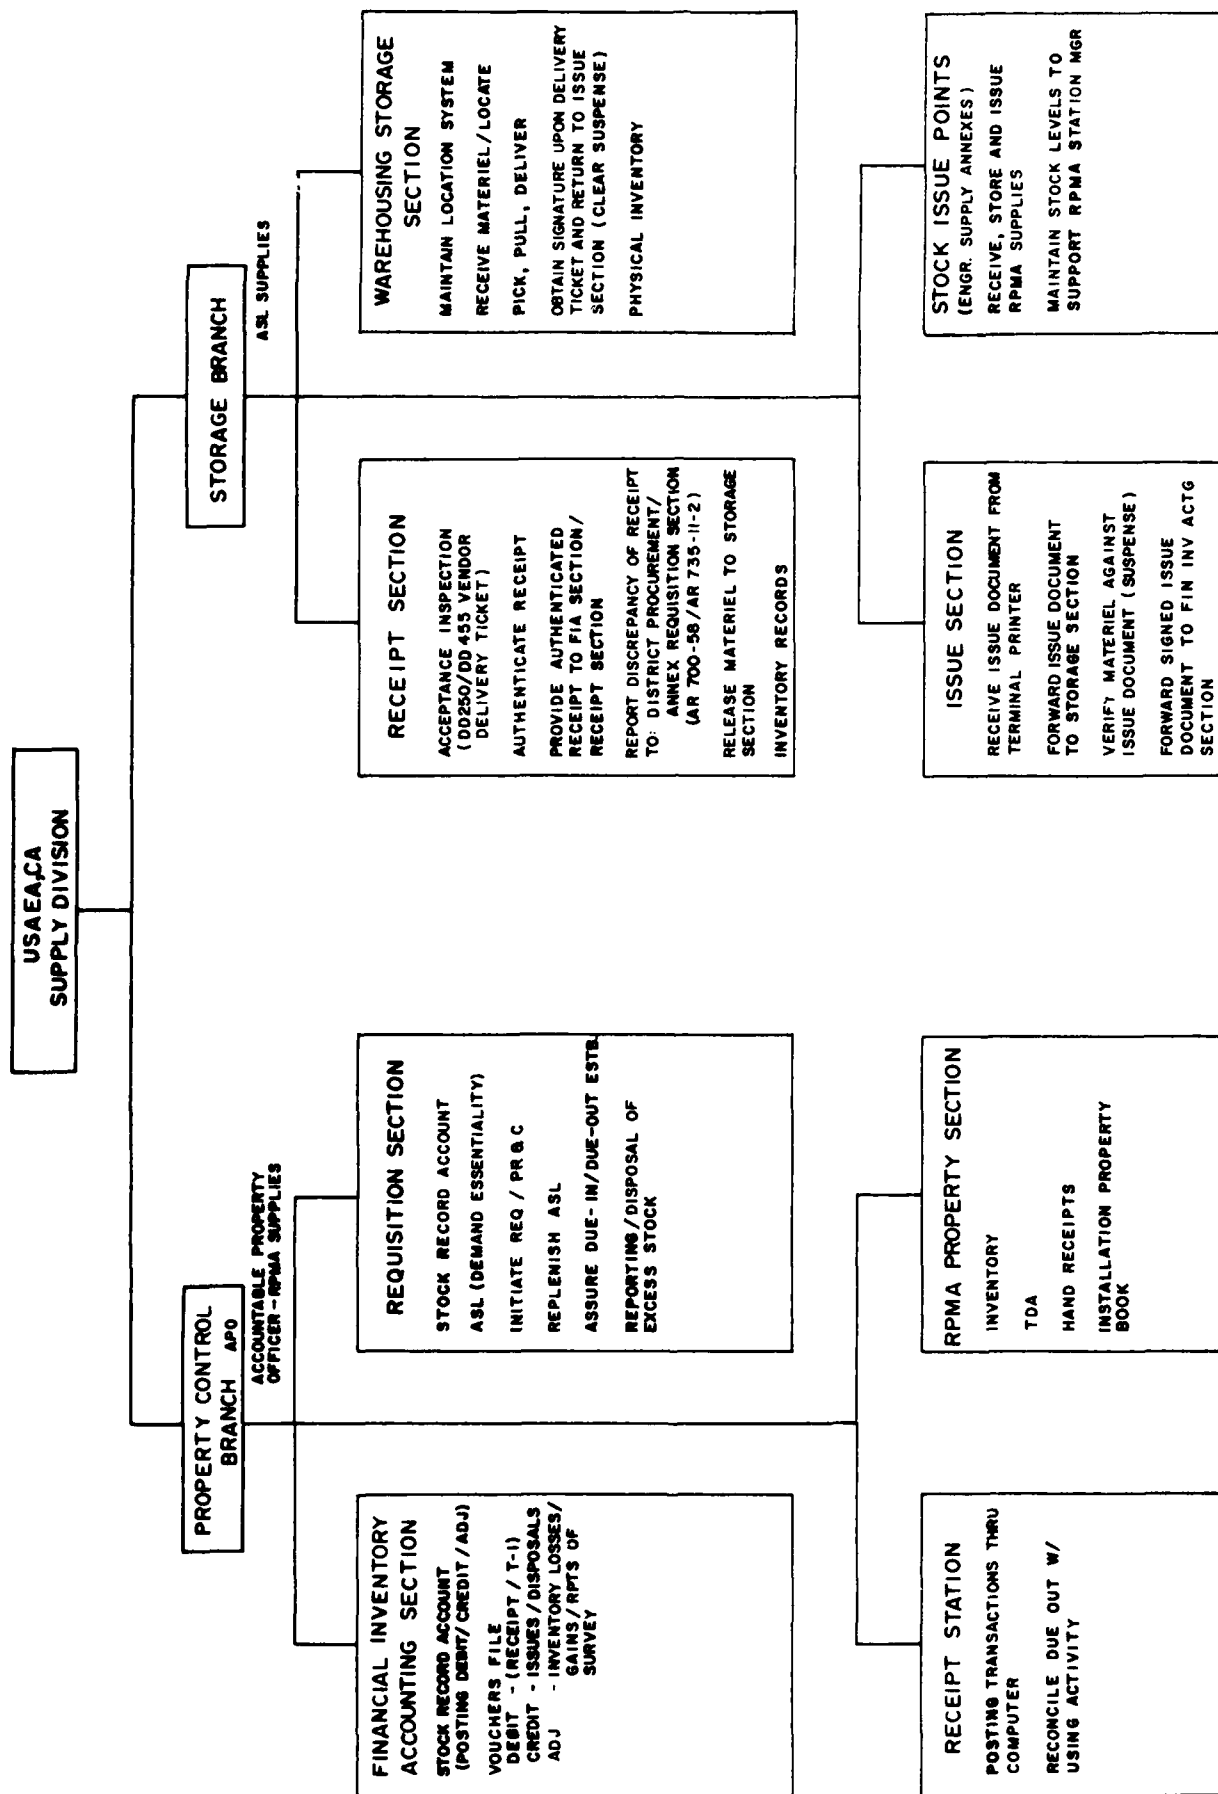 USAEA,CA
SUPPLY DIVISION
PROPERTY CONTROL
BRANCH APO
ACCOUNTABLE PROPERTY
OFFICER - RPMA SUPPLIES
STORAGE BRANCH
ASL SUPPLIES
FINANCIAL INVENTORY
ACCOUNTING SECTION
STOCK RECORD ACCOUNT
(POSTING DEBIT/CREDIT/ADJ)
VOUCHERS FILE
DEBIT - (RECEIPT/T-1)
CREDIT - ISSUES/DISPOSALS
ADJ - INVENTORY LOSSES/
GAINS/RPTS OF
SURVEY
REQUISITION SECTION
STOCK RECORD ACCOUNT
ASL (DEMAND ESSENTIALITY)
INITIATE REQ / PR & C
REPLENISH ASL
ASSURE DUE-IN/DUE-OUT ESTB.
REPORTING/DISPOSAL OF
EXCESS STOCK
RECEIPT SECTION
ACCEPTANCE INSPECTION
(DD250/DD 455 VENDOR
DELIVERY TICKET)
AUTHENTICATE RECEIPT
PROVIDE AUTHENTICATED
RECEIPT TO FIA SECTION/
RECEIPT SECTION
REPORT DISCREPANCY OF RECEIPT
TO: DISTRICT PROCUREMENT/
ANNEX REQUISITION SECTION
(AR 700-58/AR 735-11-2)
RELEASE MATERIEL TO STORAGE
SECTION
INVENTORY RECORDS
WAREHOUSING STORAGE
SECTION
MAINTAIN LOCATION SYSTEM
RECEIVE MATERIEL/LOCATE
PICK, PULL, DELIVER
OBTAIN SIGNATURE UPON DELIVERY
TICKET AND RETURN TO ISSUE
SECTION (CLEAR SUSPENSE)
PHYSICAL INVENTORY
RECEIPT STATION
POSTING TRANSACTIONS THRU
COMPUTER
RECONCILE DUE OUT W/
USING ACTIVITY
RPMA PROPERTY SECTION
INVENTORY
TDA
HAND RECEIPTS
INSTALLATION PROPERTY
BOOK
ISSUE SECTION
RECEIVE ISSUE DOCUMENT FROM
TERMINAL PRINTER
FORWARD ISSUE DOCUMENT
TO STORAGE SECTION
VERIFY MATERIEL AGAINST
ISSUE DOCUMENT (SUSPENSE)
FORWARD SIGNED ISSUE
DOCUMENT TO FIN INV ACTG
SECTION
STOCK ISSUE POINTS
(ENGR. SUPPLY ANNEXES)
RECEIVE, STORE AND ISSUE
RPMA SUPPLIES
MAINTAIN STOCK LEVELS TO
SUPPORT RPMA STATION MGR